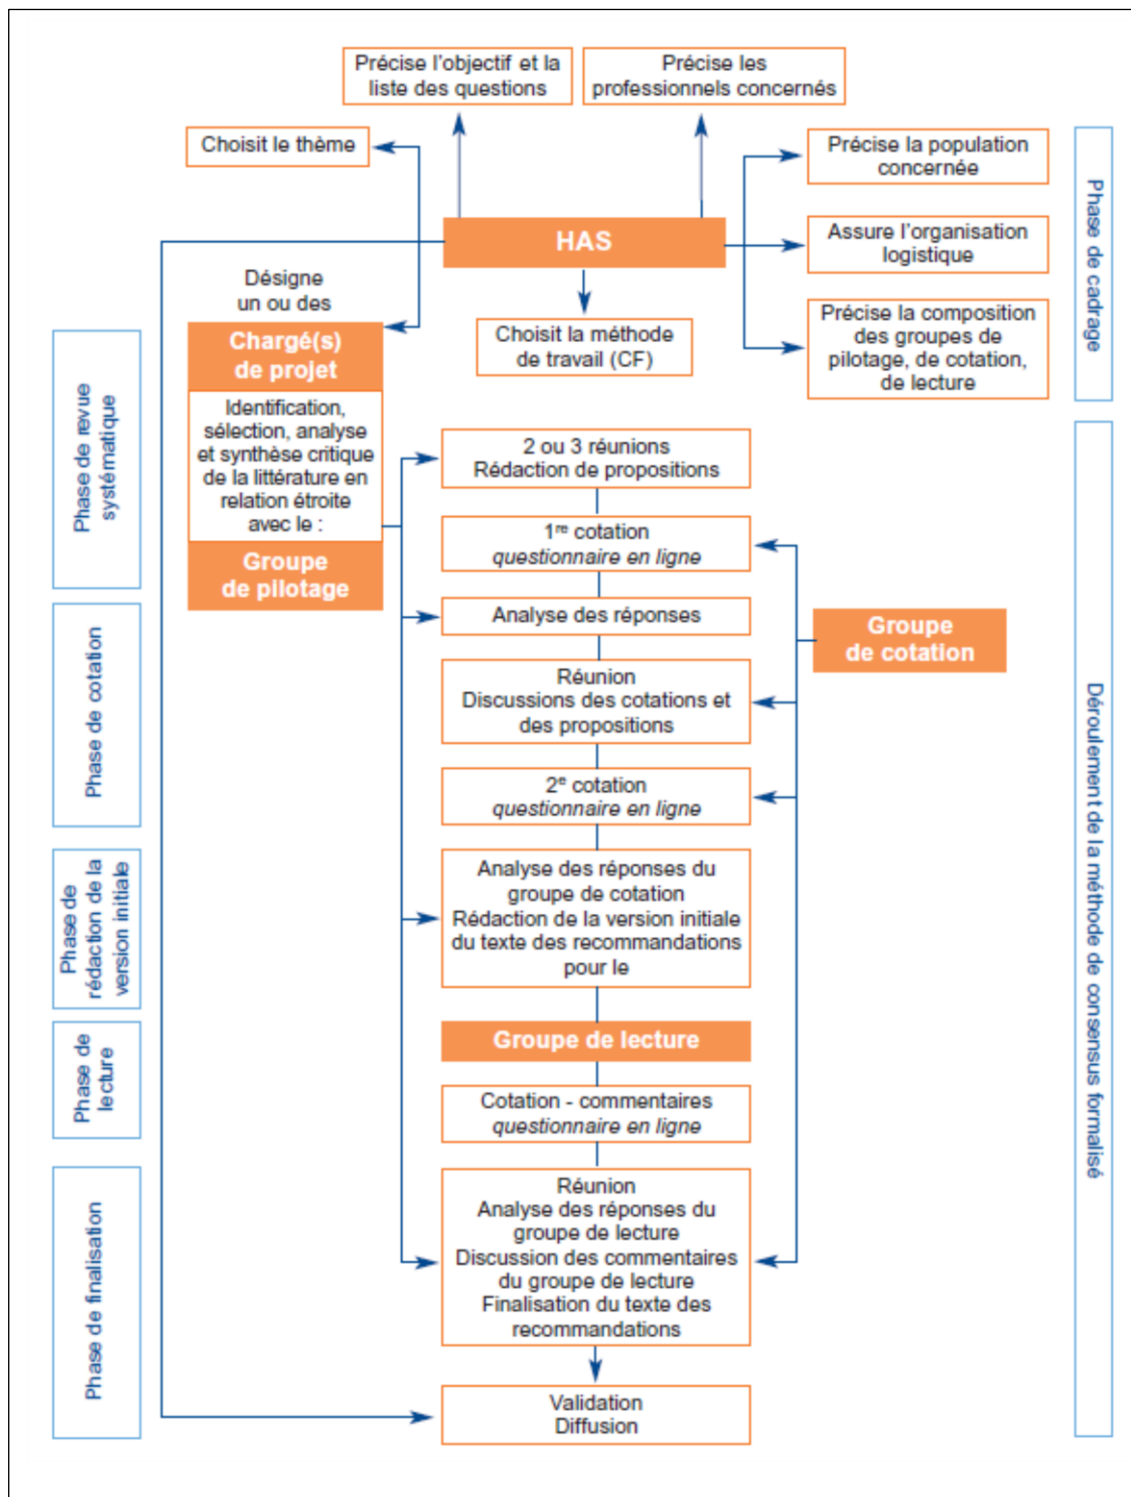 Précise l'objectif et la
liste des questions
Précise les
professionnels concernés
Choisit le thème
Précise la population
concernée
HAS
Assure l'organisation
logistique
Désigne
un ou des
Choisit la méthode
de travail (CF)
Précise la composition
des groupes de
pilotage, de cotation,
de lecture
Phase de cadrage
Chargé(s)
de projet
Identification,
sélection, analyse
et synthèse critique
de la littérature en
relation étroite
avec le :
Groupe
de pilotage
Phase de revue
systématique
2 ou 3 réunions
Rédaction de propositions
1re cotation
questionnaire en ligne
Analyse des réponses
Groupe
de cotation
Réunion
Discussions des cotations et
des propositions
2e cotation
questionnaire en ligne
Phase de cotation
Analyse des réponses du
groupe de cotation
Rédaction de la version initiale
du texte des recommandations
pour le
Phase de
rédaction de la
version initiale
Groupe de lecture
Cotation - commentaires
questionnaire en ligne
Phase de
lecture
Réunion
Analyse des réponses du
groupe de lecture
Discussion des commentaires
du groupe de lecture
Finalisation du texte des
recommandations
Phase de finalisation
Validation
Diffusion
Déroulement de la méthode de consensus formalisé